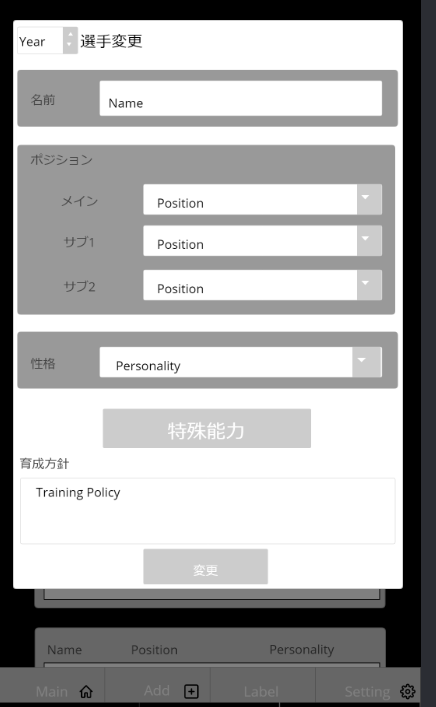 Year 選手変更
名前 Name
ポジション
メイン Position
サブ1 Position
サブ2 Position
性格 Personality
特殊能力
育成方針
Training Policy
変更
Name Position Personality
Main Add Label Setting